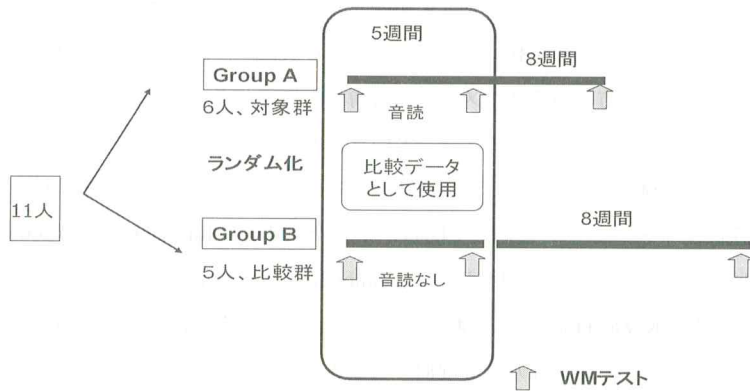 5週間
8週間
Group A
6人、対象群
音読
ランダム化
比較データ
として使用
11人
8週間
Group B
5人、比較群
音読なし
WMテスト